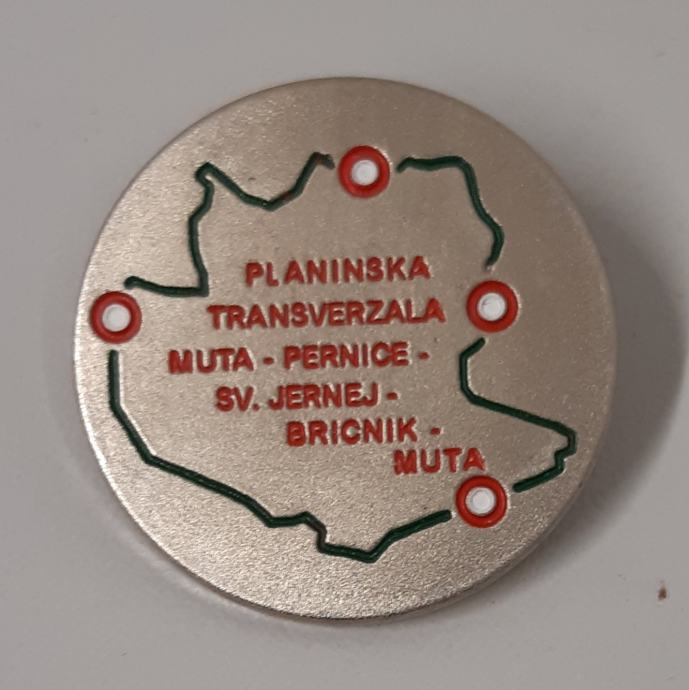 PLANINSKA
TRANSVERZALA
MUTA - PERNICE -
SV. JERNEJ -
BRICNIK -
MUTA